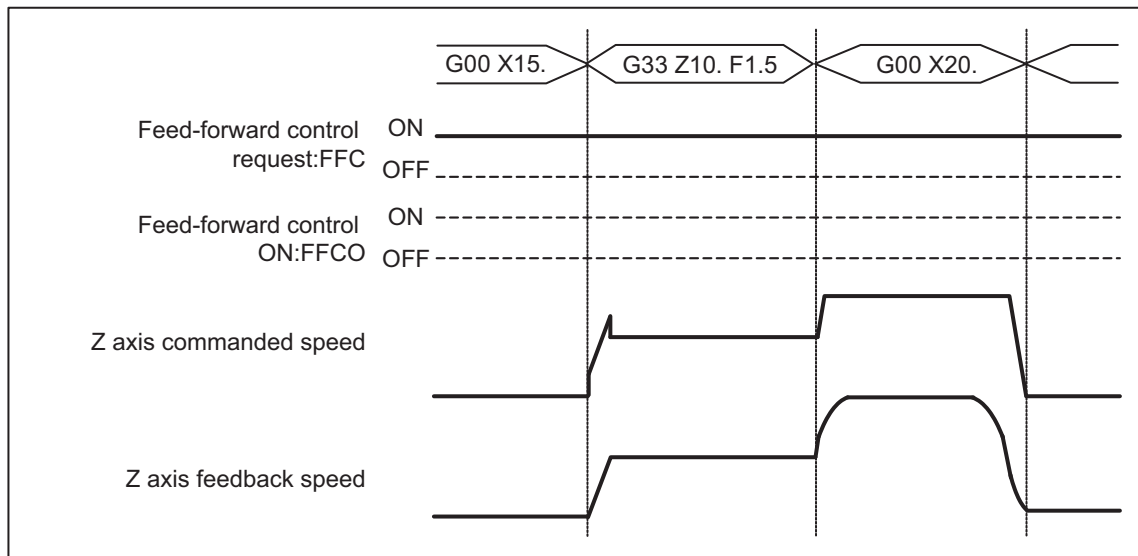 G00 X15.
G33 Z10. F1.5
G00 X20.
Feed-forward control
request:FFC
ON
OFF
Feed-forward control
ON:FFCO
ON
OFF
Z axis commanded speed
Z axis feedback speed